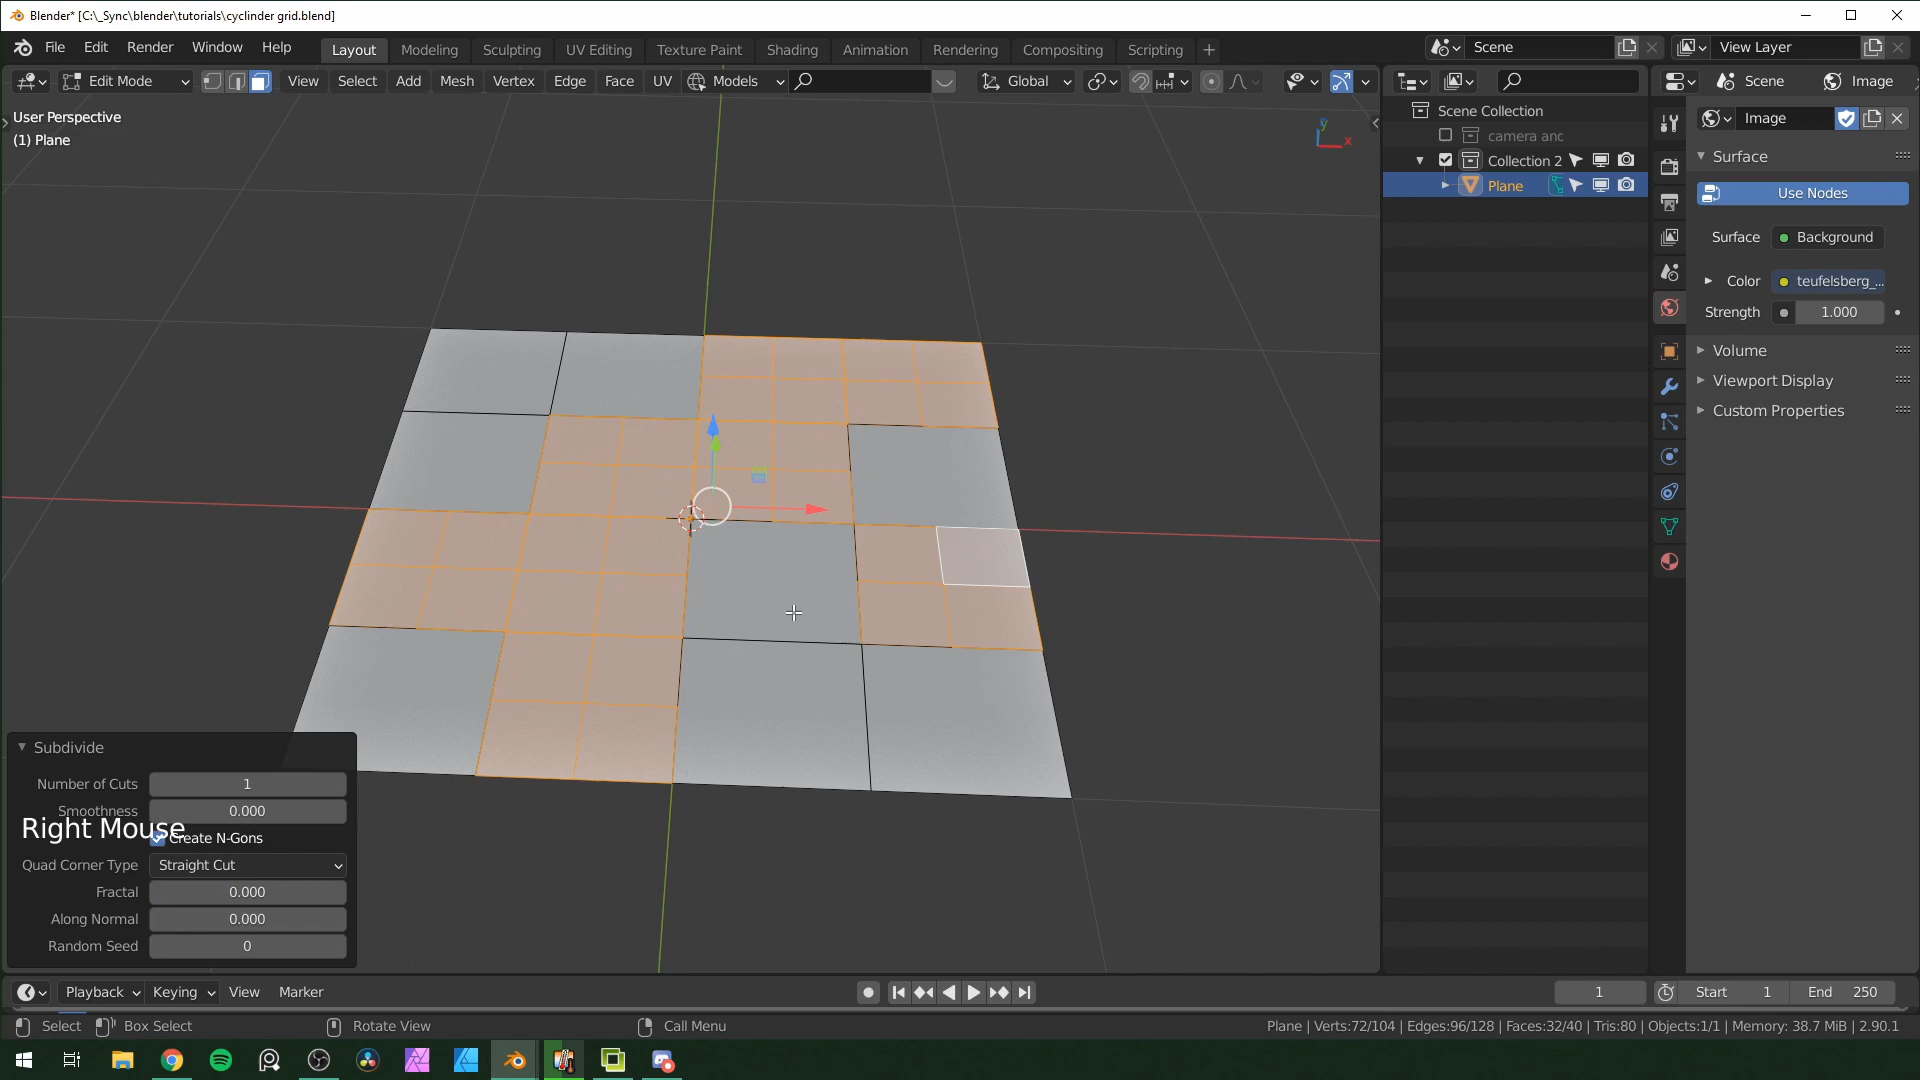 Blender* [C:\_Sync\blender\tutorials\cyclinder grid.blend]
File Edit Render Window Help Layout Modeling Sculpting UV Editing Texture Paint Shading Animation Rendering Compositing Scripting + Scene View Layer
Edit Mode View Select Add Mesh Vertex Edge Face UV Models Global Scene Image
User Perspective
(1) Plane
y
x
Scene Collection
camera anc
Collection 2
Plane
Image
Surface
Use Nodes
Surface Background
Color teufelsberg_...
Strength 1.000
Volume
Viewport Display
Custom Properties
Subdivide
Number of Cuts 1
Smoothness 0.000
Right Mouse
Create N-Gons
Quad Corner Type Straight Cut
Fractal 0.000
Along Normal 0.000
Random Seed 0
Playback Keying View Marker 1 Start 1 End 250
Select Box Select Rotate View Call Menu Plane | Verts:72/104 | Edges:96/128 | Faces:32/40 | Tris:80 | Objects:1/1 | Memory: 38.7 MiB | 2.90.1